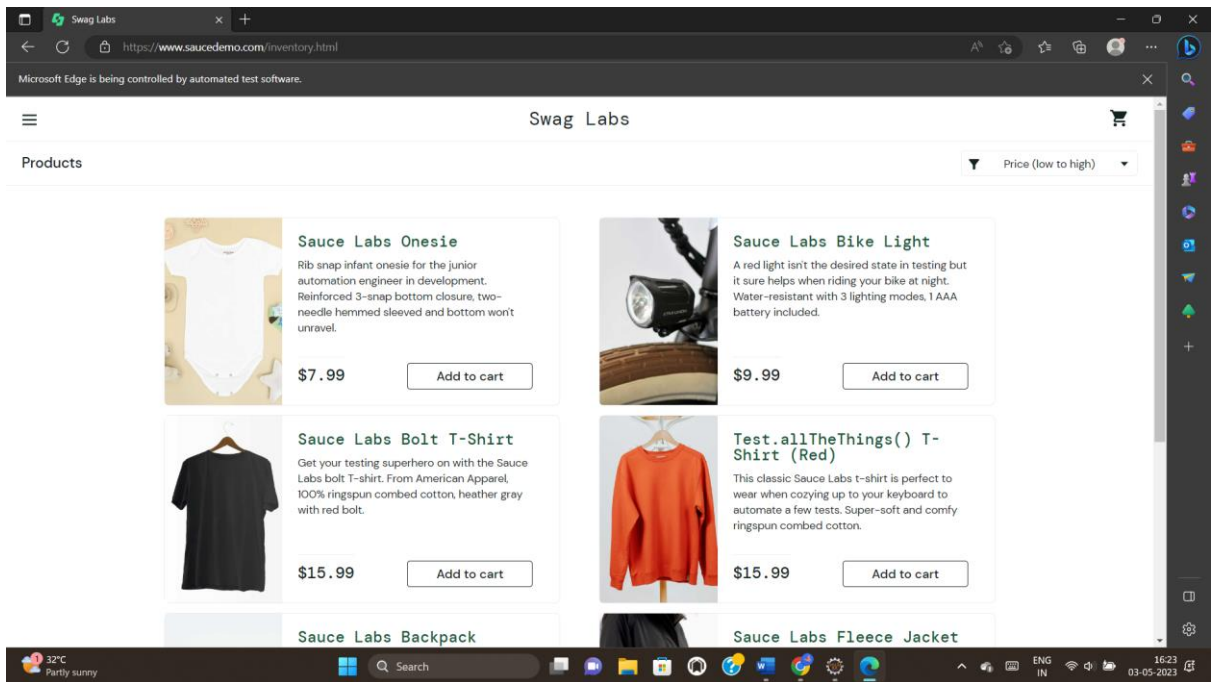 Swag Labs
https://www.saucedemo.com/inventory.html
Microsoft Edge is being controlled by automated test software.
Swag Labs
Products
Price (low to high)
Sauce Labs Onesie
Rib snap infant onesie for the junior
automation engineer in development.
Reinforced 3-snap bottom closure, two-
needle hemmed sleeved and bottom won't
unravel.
$7.99
Add to cart
Sauce Labs Bike Light
A red light isn't the desired state in testing but
it sure helps when riding your bike at night.
Water-resistant with 3 lighting modes, 1 AAA
battery included.
$9.99
Add to cart
Sauce Labs Bolt T-Shirt
Get your testing superhero on with the Sauce
Labs bolt T-shirt. From American Apparel,
100% ringspun combed cotton, heather gray
with red bolt.
$15.99
Add to cart
Test.allTheThings() T-
Shirt (Red)
This classic Sauce Labs t-shirt is perfect to
wear when cozying up to your keyboard to
automate a few tests. Super-soft and comfy
ringspun combed cotton.
$15.99
Add to cart
Sauce Labs Backpack
Sauce Labs Fleece Jacket
1
32°C
Partly sunny
Search
ENG
IN
16:23
03-05-2023